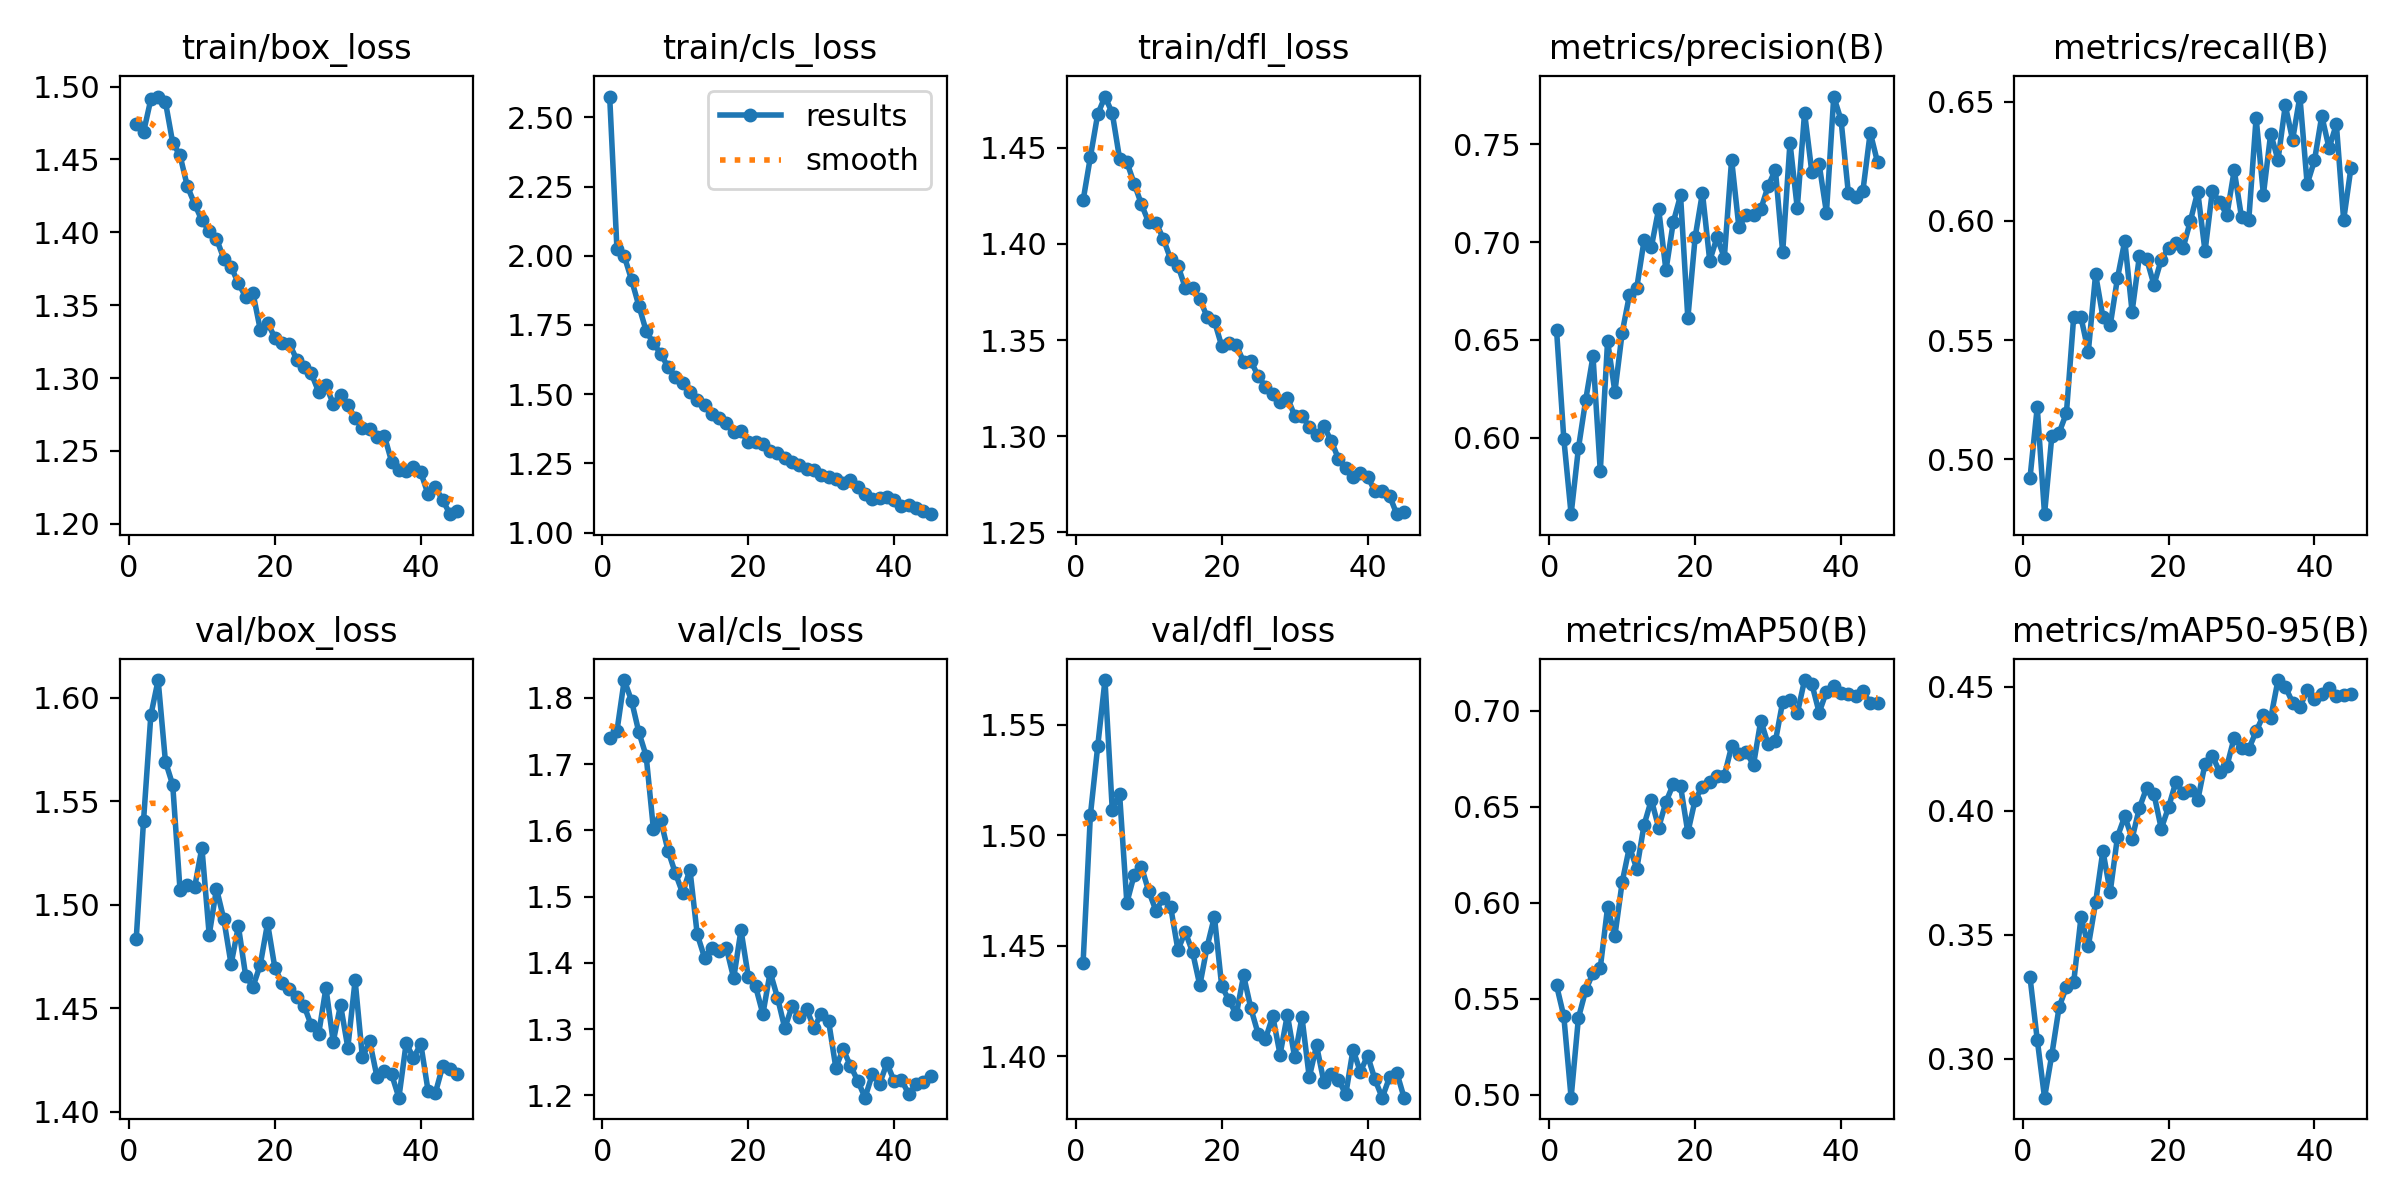 train/box_loss
1.50
1.45
1.40
1.35
1.30
1.25
1.20
0 20 40
train/cls_loss
results
smooth
2.50
2.25
2.00
1.75
1.50
1.25
1.00
0 20 40
train/dfl_loss
1.45
1.40
1.35
1.30
1.25
0 20 40
metrics/precision(B)
0.75
0.70
0.65
0.60
0 20 40
metrics/recall(B)
0.65
0.60
0.55
0.50
0 20 40
val/box_loss
1.60
1.55
1.50
1.45
1.40
0 20 40
val/cls_loss
1.8
1.7
1.6
1.5
1.4
1.3
1.2
0 20 40
val/dfl_loss
1.55
1.50
1.45
1.40
0 20 40
metrics/mAP50(B)
0.70
0.65
0.60
0.55
0.50
0 20 40
metrics/mAP50-95(B)
0.45
0.40
0.35
0.30
0 20 40